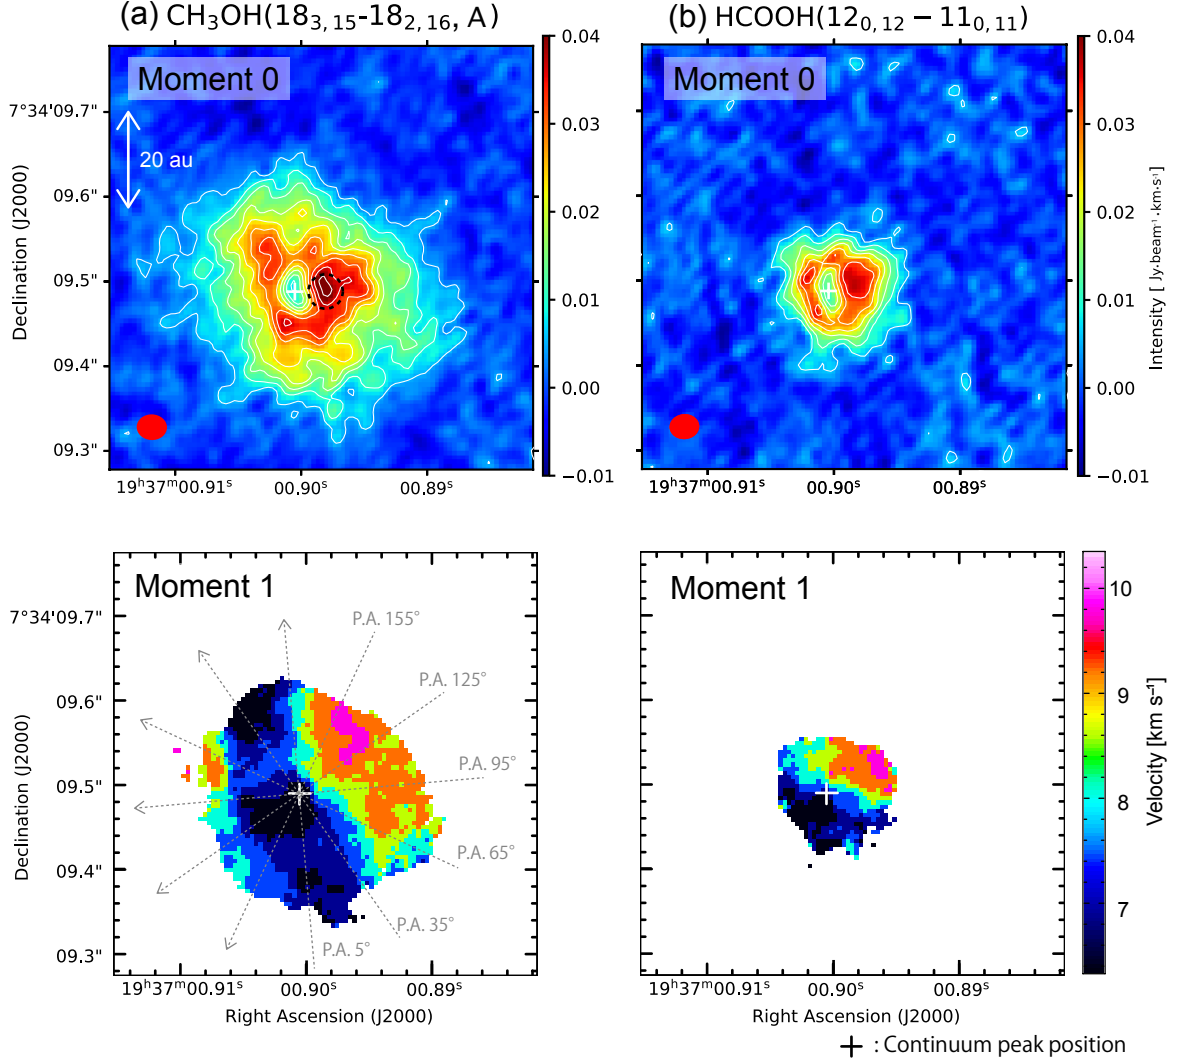 (a) CH₃OH(18₃,₁₅-18₂,₁₆, A)
(b) HCOOH(12₀,₁₂ − 11₀,₁₁)
Moment 0
Moment 0
20 au
7°34′09.7″
09.6"
09.5"
09.4"
09.3"
Declination (J2000)
19ʰ37ᵐ00.91ˢ
00.90ˢ
00.89ˢ
0.04
0.03
0.02
0.01
0.00
−0.01
19ʰ37ᵐ00.91ˢ
00.90ˢ
00.89ˢ
0.04
0.03
0.02
0.01
0.00
−0.01
Intensity [ Jy·beam⁻¹·km·s⁻¹]
Moment 1
Moment 1
P.A. 155°
P.A. 125°
P.A. 95°
P.A. 65°
P.A. 35°
P.A. 5°
7°34′09.7"
09.6"
09.5"
09.4"
09.3"
Declination (J2000)
19ʰ37ᵐ00.91ˢ
00.90ˢ
00.89ˢ
Right Ascension (J2000)
19ʰ37ᵐ00.91ˢ
00.90ˢ
00.89ˢ
Right Ascension (J2000)
10
9
8
7
Velocity [km s⁻¹]
: Continuum peak position